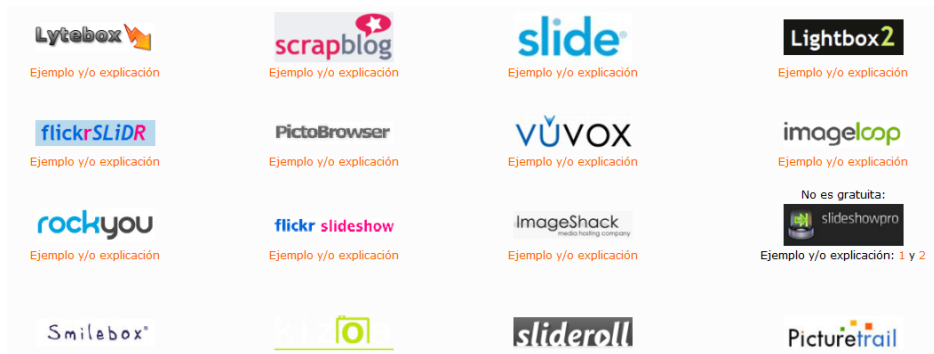 Lytebox
scrapblog
slide
Lightbox2
Ejemplo y/o explicación
Ejemplo y/o explicación
Ejemplo y/o explicación
Ejemplo y/o explicación
flickrSLiDR
PictoBrowser
VÙVOX
imageloop
Ejemplo y/o explicación
Ejemplo y/o explicación
Ejemplo y/o explicación
Ejemplo y/o explicación
No es gratuita:
rockyou
flickr slideshow
ImageShack
media hosting company
slideshowpro
Ejemplo y/o explicación
Ejemplo y/o explicación
Ejemplo y/o explicación
Ejemplo y/o explicación: 1 y 2
Smilebox
slideroll
Picturetrail